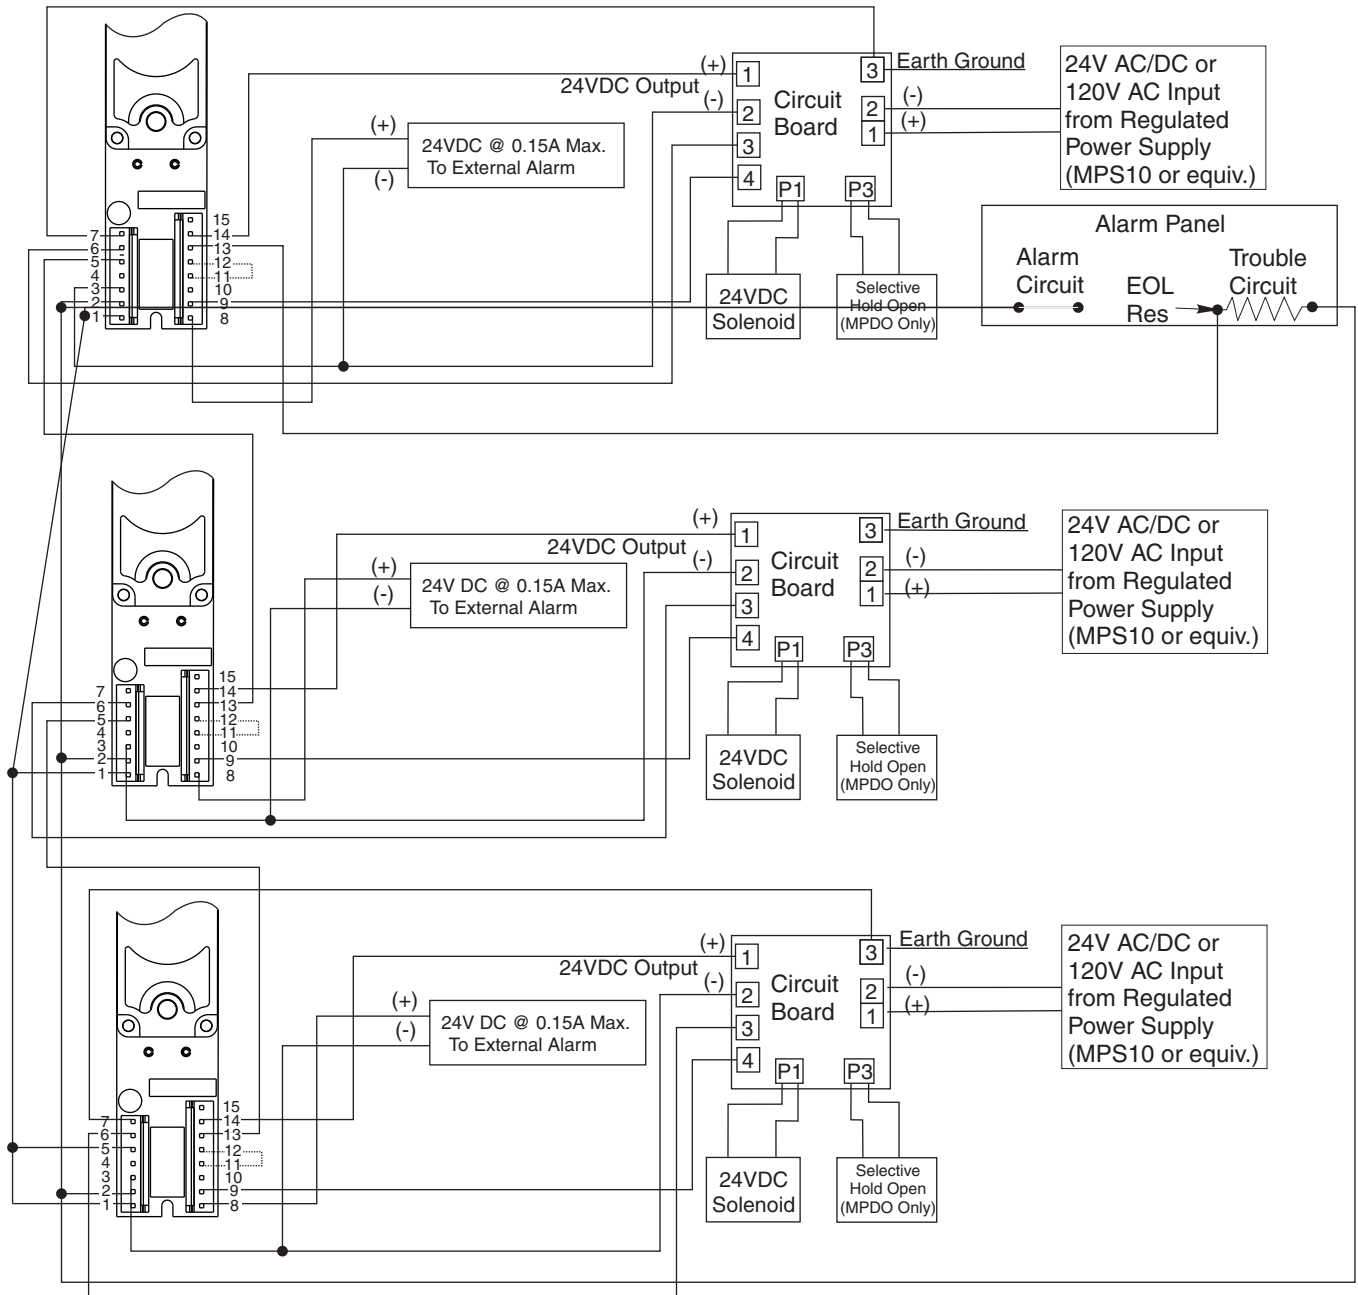 (+)
1
24VDC Output
(-)
2
3
4
Circuit
Board
3
Earth Ground
2
(-)
1
(+)
P1
P3
24V AC/DC or
120V AC Input
from Regulated
Power Supply
(MPS10 or equiv.)
(+)
24VDC @ 0.15A Max.
To External Alarm
(-)
7
6
5
4
3
2
1
15
14
13
12
11
10
9
8
24VDC
Solenoid
Selective
Hold Open
(MPDO Only)
Alarm Panel
Alarm
Circuit
EOL
Res
Trouble
Circuit
(+)
1
24VDC Output
(-)
2
3
4
Circuit
Board
3
Earth Ground
2
(-)
1
(+)
P1
P3
24V AC/DC or
120V AC Input
from Regulated
Power Supply
(MPS10 or equiv.)
(+)
24V DC @ 0.15A Max.
(-)
To External Alarm
7
6
5
4
3
2
1
15
14
13
12
11
10
9
8
24VDC
Solenoid
Selective
Hold Open
(MPDO Only)
(+)
1
24VDC Output
(-)
2
3
4
Circuit
Board
3
Earth Ground
2
(-)
1
(+)
P1
P3
24V AC/DC or
120V AC Input
from Regulated
Power Supply
(MPS10 or equiv.)
(+)
24V DC @ 0.15A Max.
(-)
To External Alarm
7
6
5
4
3
2
1
15
14
13
12
11
10
9
8
24VDC
Solenoid
Selective
Hold Open
(MPDO Only)